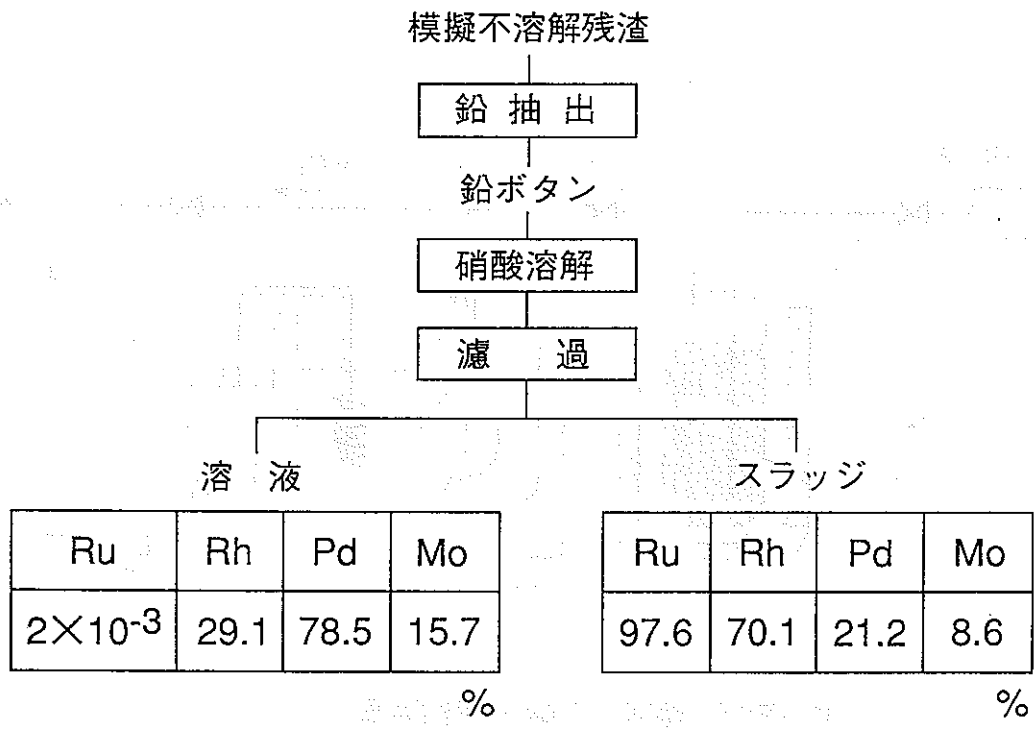 模擬不溶解残渣
鉛抽出
鉛ボタン
硝酸溶解
濾過
溶液 スラッジ
Ru Rh Pd Mo Ru Rh Pd Mo
2×10⁻³ 29.1 78.5 15.7 97.6 70.1 21.2 8.6
% %